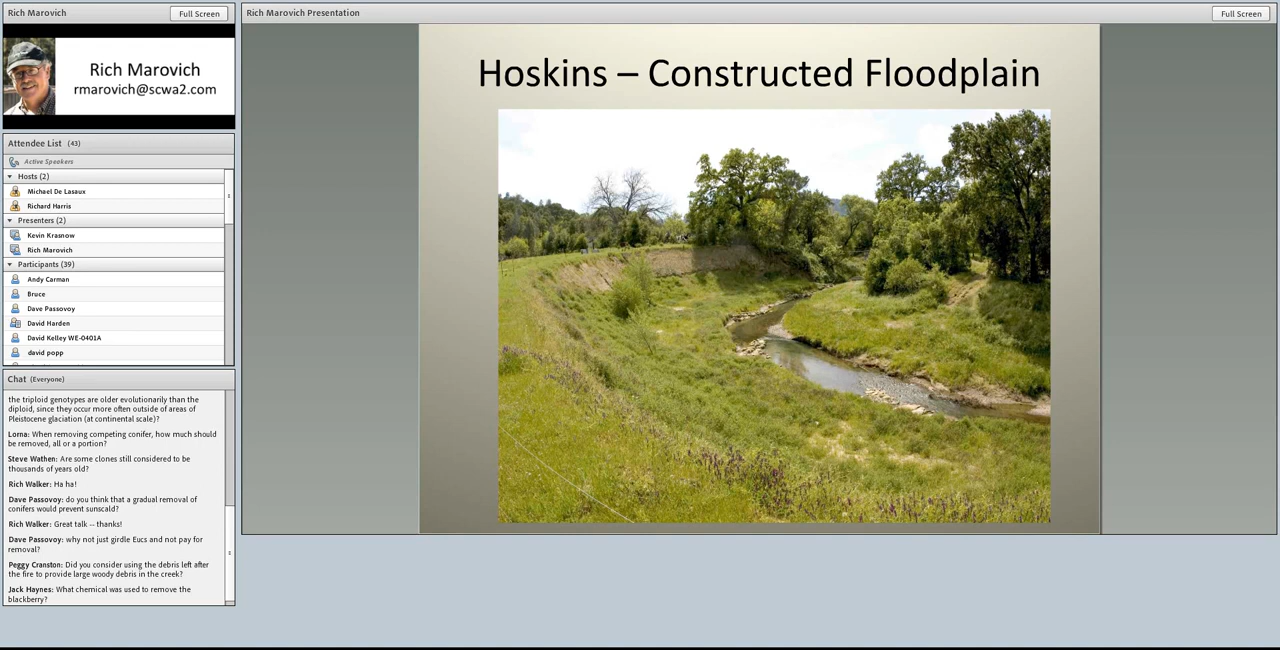 Rich Marovich
Full Screen
Rich Marovich
rmarovich@scwa2.com
Attendee List (43)
Active Speakers
Hosts (2)
Michael De Lasaux
Richard Harris
Presenters (2)
Kevin Krasnow
Rich Marovich
Participants (39)
Andy Carman
Bruce
Dave Passovoy
David Harden
David Kelley WE-0401A
david popp
Chat (Everyone)
the triploid genotypes are older evolutionarily than the
diploid, since they occur more often outside of areas of
Pleistocene glaciation (at continental scale)?
Lorna: When removing competing conifer, how much should
be removed, all or a portion?
Steve Wathen: Are some clones still considered to be
thousands of years old?
Rich Walker: Ha ha!
Dave Passovoy: do you think that a gradual removal of
conifers would prevent sunscald?
Rich Walker: Great talk -- thanks!
Dave Passovoy: why not just girdle Eucs and not pay for
removal?
Peggy Cranston: Did you consider using the debris left after
the fire to provide large woody debris in the creek?
Jack Haynes: What chemical was used to remove the
blackberry?
Rich Marovich Presentation
Full Screen
Hoskins – Constructed Floodplain